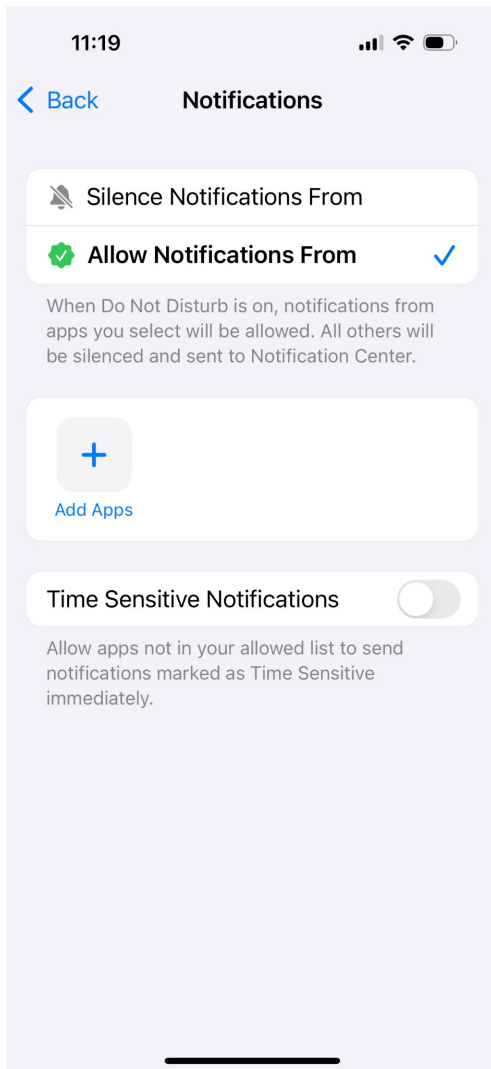 11:19
Back
Notifications
Silence Notifications From
Allow Notifications From
When Do Not Disturb is on, notifications from
apps you select will be allowed. All others will
be silenced and sent to Notification Center.
Add Apps
Time Sensitive Notifications
Allow apps not in your allowed list to send
notifications marked as Time Sensitive
immediately.